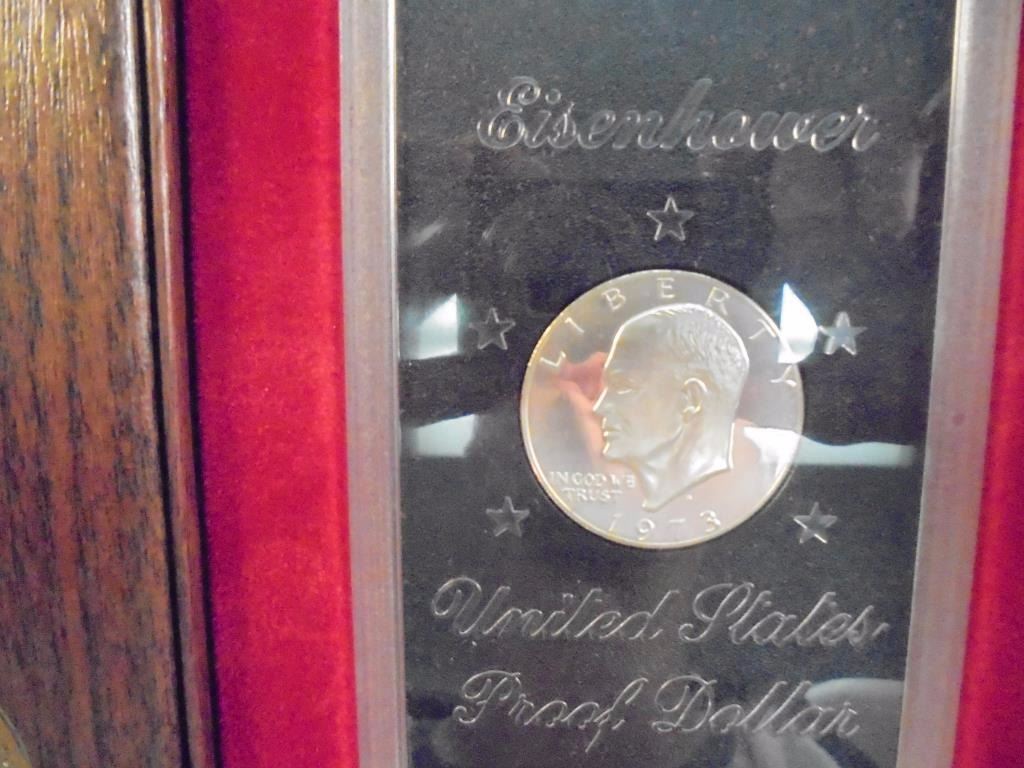 Eisenhower
LIBERTY
IN GOD WE
TRUST
1973
United States
Proof Dollar